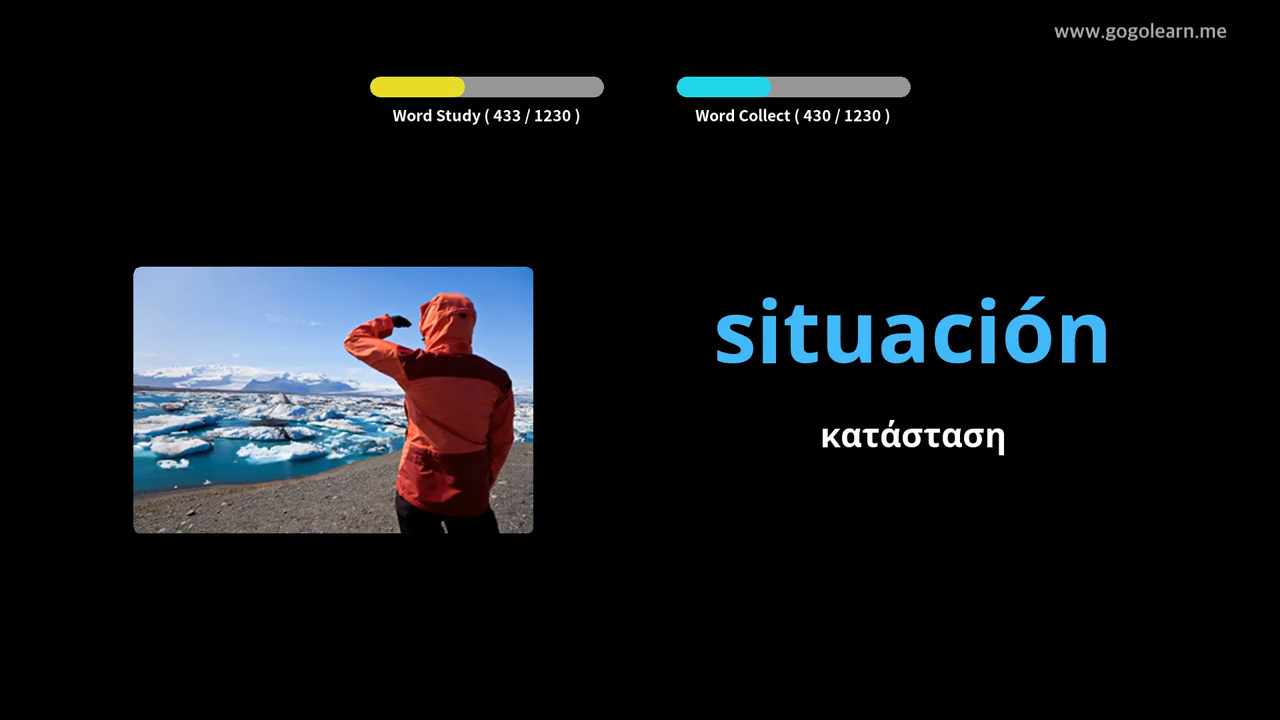 www.gogolearn.me
Word Study ( 433 / 1230 )
Word Collect ( 430 / 1230 )
situación
κατάσταση